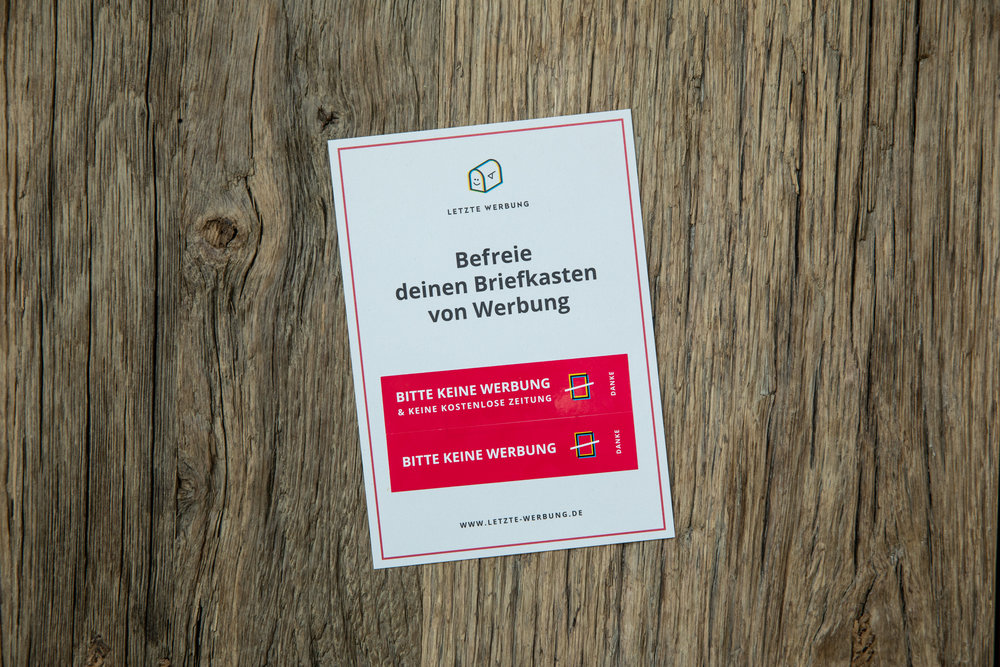 LETZTE WERBUNG
Befreie
deinen Briefkasten
von Werbung
BITTE KEINE WERBUNG
& KEINE KOSTENLOSE ZEITUNG
DANKE
BITTE KEINE WERBUNG
DANKE
WWW.LETZTE-WERBUNG.DE